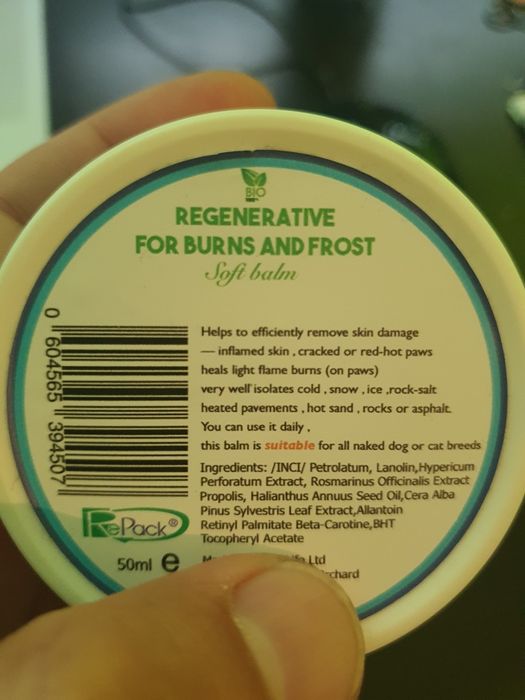 BIO
REGENERATIVE
FOR BURNS AND FROST
Soft balm
Helps to efficiently remove skin damage
— inflamed skin , cracked or red-hot paws
heals light flame burns (on paws)
very well isolates cold , snow , ice ,rock-salt
heated pavements , hot sand , rocks or asphalt.
You can use it daily ,
this balm is suitable for all naked dog or cat breeds
Ingredients: /INCI/ Petrolatum, Lanolin,Hypericum
Perforatum Extract, Rosmarinus Officinalis Extract
Propolis, Halianthus Annuus Seed Oil,Cera Alba
Pinus Sylvestris Leaf Extract,Allantoin
Retinyl Palmitate Beta-Carotine,BHT
Tocopheryl Acetate
Ltd
0 604565 394507
RePack®
50ml e